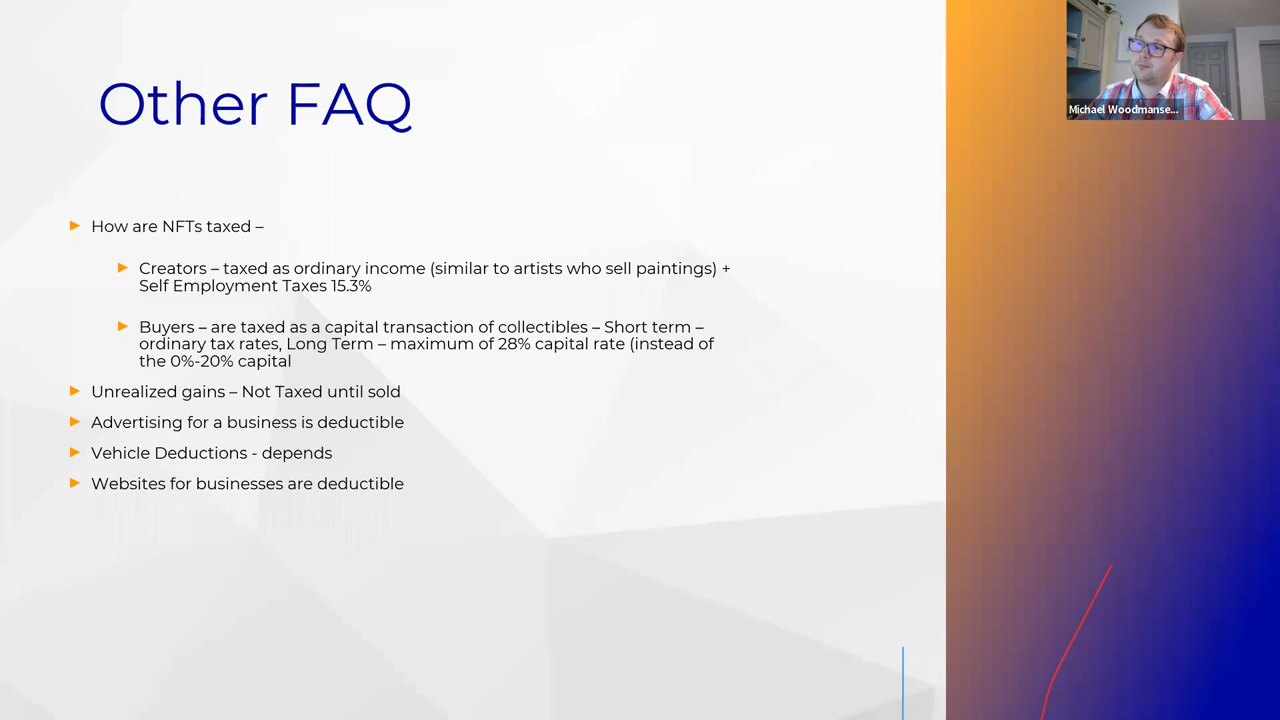 Other FAQ
Michael Woodmanse...
How are NFTs taxed –
Creators – taxed as ordinary income (similar to artists who sell paintings) +
Self Employment Taxes 15.3%
Buyers – are taxed as a capital transaction of collectibles – Short term –
ordinary tax rates, Long Term – maximum of 28% capital rate (instead of
the 0%-20% capital
Unrealized gains – Not Taxed until sold
Advertising for a business is deductible
Vehicle Deductions - depends
Websites for businesses are deductible